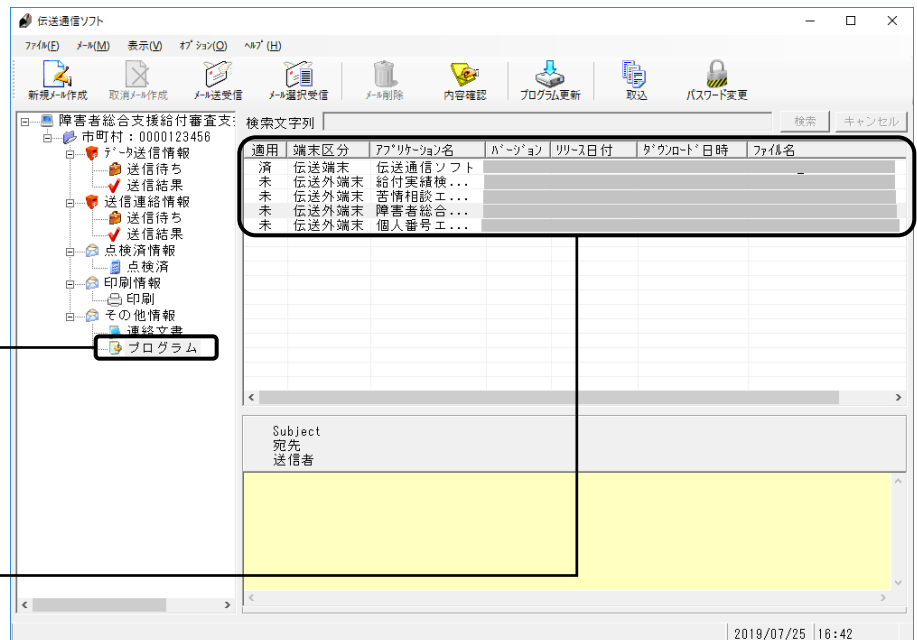 伝送通信ソフト
ファイル(F) メール(M) 表示(V) オプション(O) ヘルプ(H)
新規メール作成 取消メール作成 メール送受信 メール選択受信 メール削除 内容確認 プログラム更新 取込 パスワード変更
障害者総合支援給付審査支
市町村:0000123456
データ送信情報
送信待ち
送信結果
送信連絡情報
送信待ち
送信結果
点検済情報
点検済
印刷情報
印刷
その他情報
連絡文書
プログラム
検索文字列 検索 キャンセル
適用 端末区分 アプリケーション名 バージョン リリース日付 ダウンロード日時 ファイル名
済 伝送端末 伝送通信ソフト
未 伝送外端末 給付実績検...
未 伝送外端末 苦情相談エ...
未 伝送外端末 障害者総合...
未 伝送外端末 個人番号エ...
Subject
宛先
送信者
2019/07/25 16:42